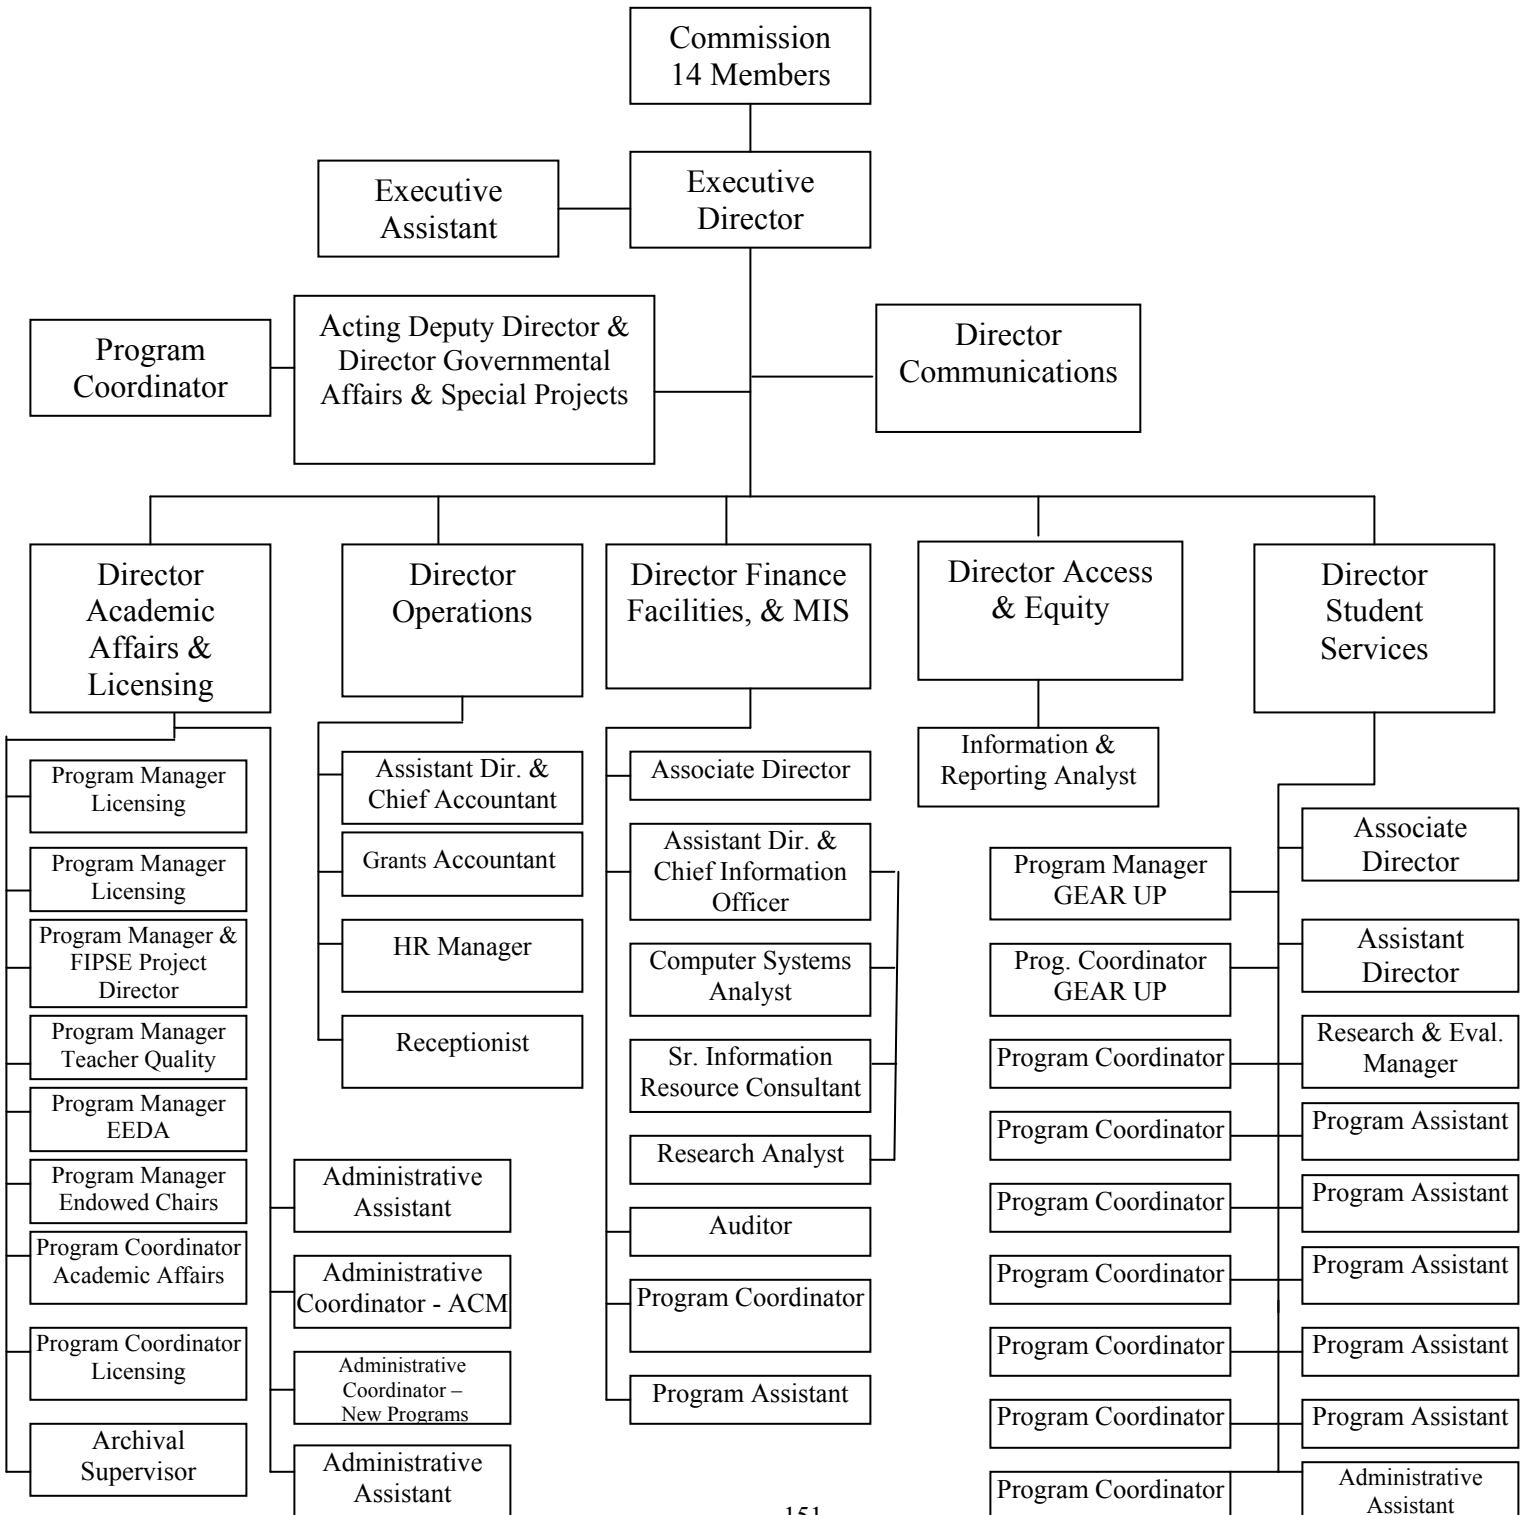 Commission
14 Members
Executive
Assistant
Executive
Director
Program
Coordinator
Acting Deputy Director &
Director Governmental
Affairs & Special Projects
Director
Communications
Director
Academic
Affairs &
Licensing
Director
Operations
Director Finance
Facilities, & MIS
Director Access
& Equity
Director
Student
Services
Program Manager
Licensing
Program Manager
Licensing
Program Manager &
FIPSE Project
Director
Program Manager
Teacher Quality
Program Manager
EEDA
Program Manager
Endowed Chairs
Program Coordinator
Academic Affairs
Program Coordinator
Licensing
Archival
Supervisor
Administrative
Assistant
Administrative
Coordinator - ACM
Administrative
Coordinator –
New Programs
Administrative
Assistant
Assistant Dir. &
Chief Accountant
Grants Accountant
HR Manager
Receptionist
Associate Director
Assistant Dir. &
Chief Information
Officer
Computer Systems
Analyst
Sr. Information
Resource Consultant
Research Analyst
Auditor
Program Coordinator
Program Assistant
Information &
Reporting Analyst
Program Manager
GEAR UP
Prog. Coordinator
GEAR UP
Program Coordinator
Program Coordinator
Program Coordinator
Program Coordinator
Program Coordinator
Program Coordinator
Program Coordinator
Associate
Director
Assistant
Director
Research & Eval.
Manager
Program Assistant
Program Assistant
Program Assistant
Program Assistant
Program Assistant
Administrative
Assistant
151